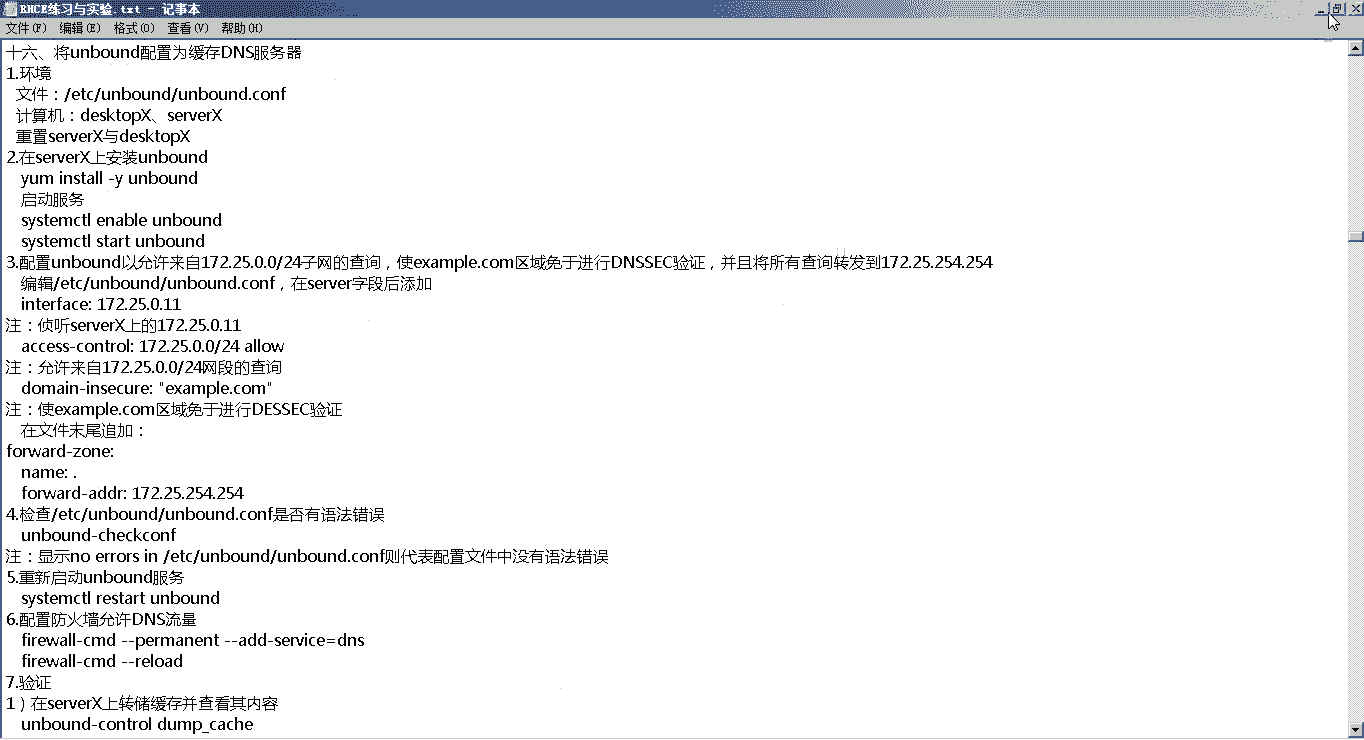 RHCE练习与实验.txt - 记事本
文件(F) 编辑(E) 格式(O) 查看(V) 帮助(H)
十六、将unbound配置为缓存DNS服务器
1.环境
文件：/etc/unbound/unbound.conf
计算机：desktopX、serverX
重置serverX与desktopX
2.在serverX上安装unbound
yum install -y unbound
启动服务
systemctl enable unbound
systemctl start unbound
3.配置unbound以允许来自172.25.0.0/24子网的查询，使example.com区域免于进行DNSSEC验证，并且将所有查询转发到172.25.254.254
编辑/etc/unbound/unbound.conf，在server字段后添加
interface: 172.25.0.11
注：侦听serverX上的172.25.0.11
access-control: 172.25.0.0/24 allow
注：允许来自172.25.0.0/24网段的查询
domain-insecure: "example.com"
注：使example.com区域免于进行DESSEC验证
在文件末尾追加：
forward-zone:
name: .
forward-addr: 172.25.254.254
4.检查/etc/unbound/unbound.conf是否有语法错误
unbound-checkconf
注：显示no errors in /etc/unbound/unbound.conf则代表配置文件中没有语法错误
5.重新启动unbound服务
systemctl restart unbound
6.配置防火墙允许DNS流量
firewall-cmd --permanent --add-service=dns
firewall-cmd --reload
7.验证
1）在serverX上转储缓存并查看其内容
unbound-control dump_cache